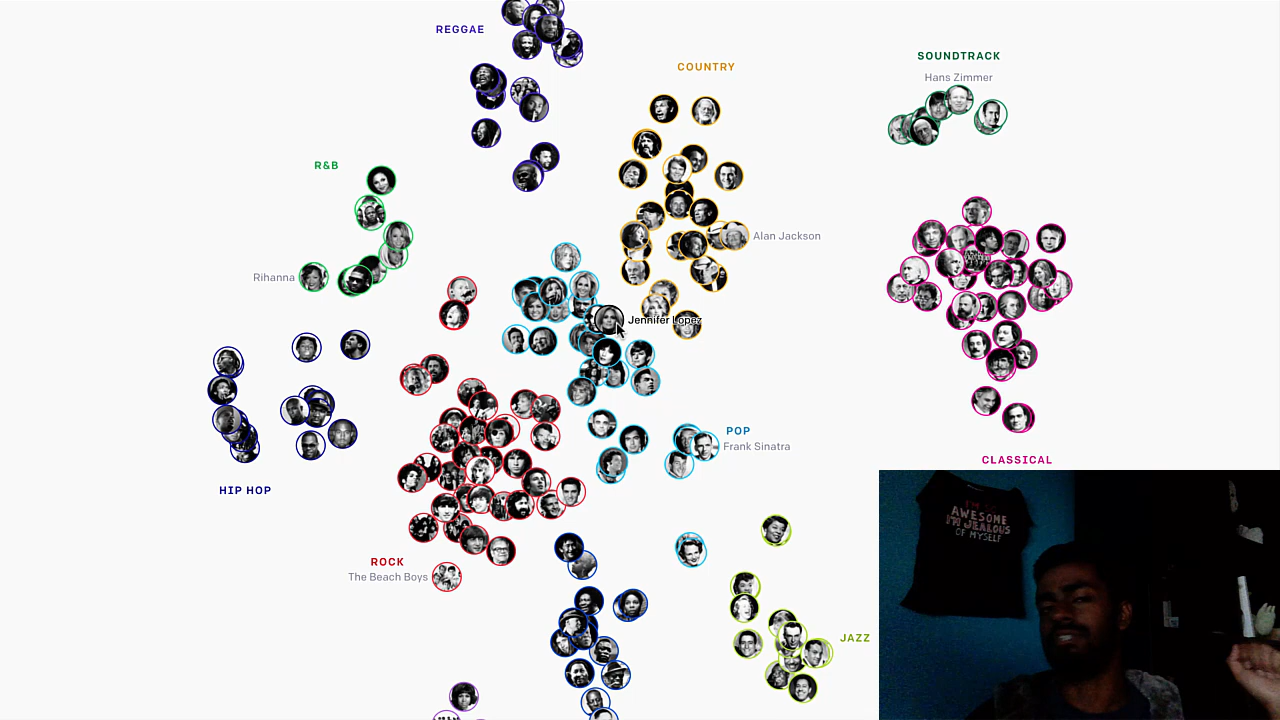 REGGAE
COUNTRY
SOUNDTRACK
Hans Zimmer
R&B
Alan Jackson
Rihanna
Jennifer Lopez
POP
Frank Sinatra
CLASSICAL
HIP HOP
AWESOME
I'M JEALOUS
OF MYSELF
ROCK
The Beach Boys
JAZZ